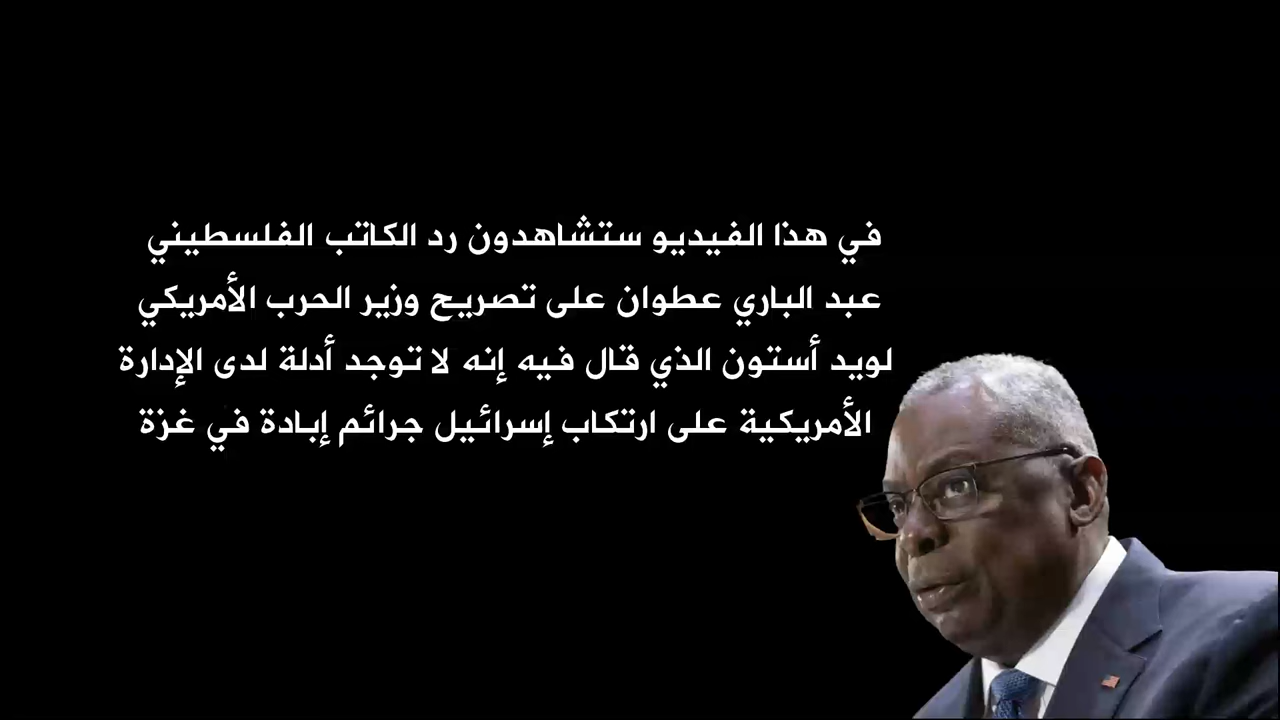 في هذا الفيديو ستشاهدون رد الكاتب الفلسطيني
عبد الباري عطوان على تصريح وزير الحرب الأمريكي
لويد أستون الذي قال فيه إنه لا توجد أدلة لدى الإدارة
الأمريكية على ارتكاب إسرائيل جرائم إبادة في غزة